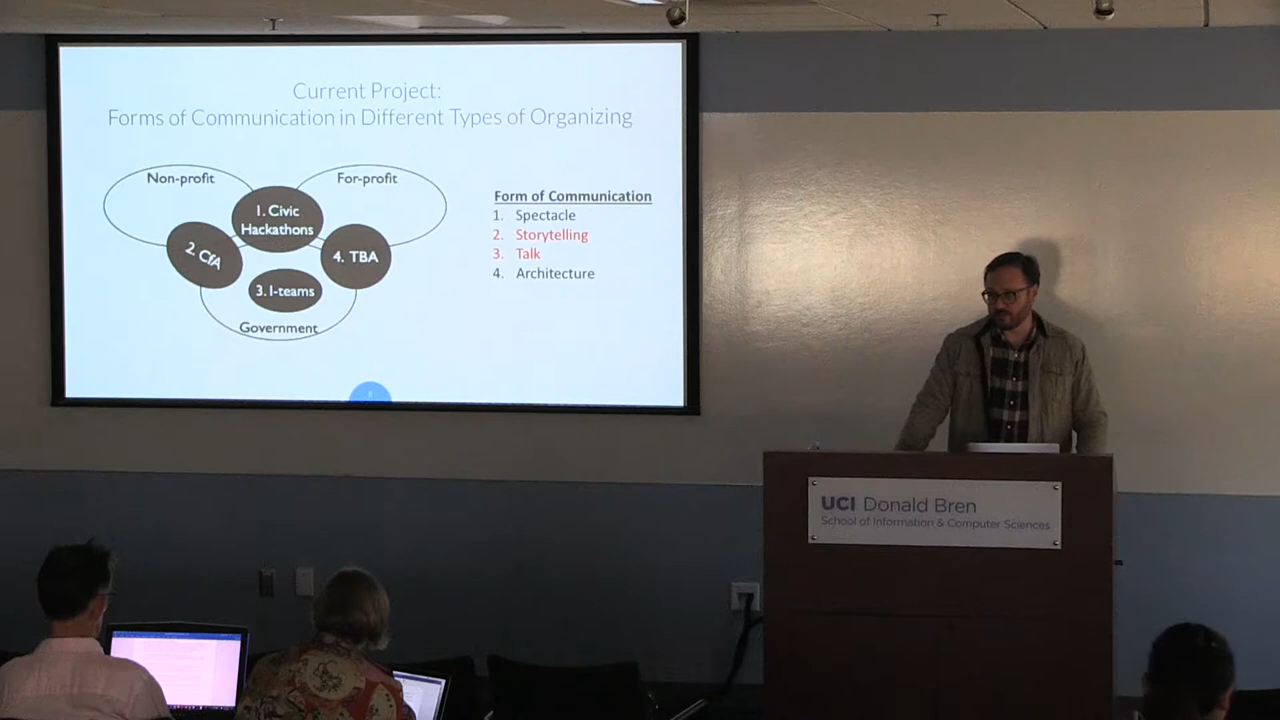 Current Project:
Forms of Communication in Different Types of Organizing
Non-profit
For-profit
1. Civic
Hackathons
2. CfA
4. TBA
3. I-teams
Government
Form of Communication
1. Spectacle
2. Storytelling
3. Talk
4. Architecture
UCI Donald Bren
School of Information & Computer Sciences